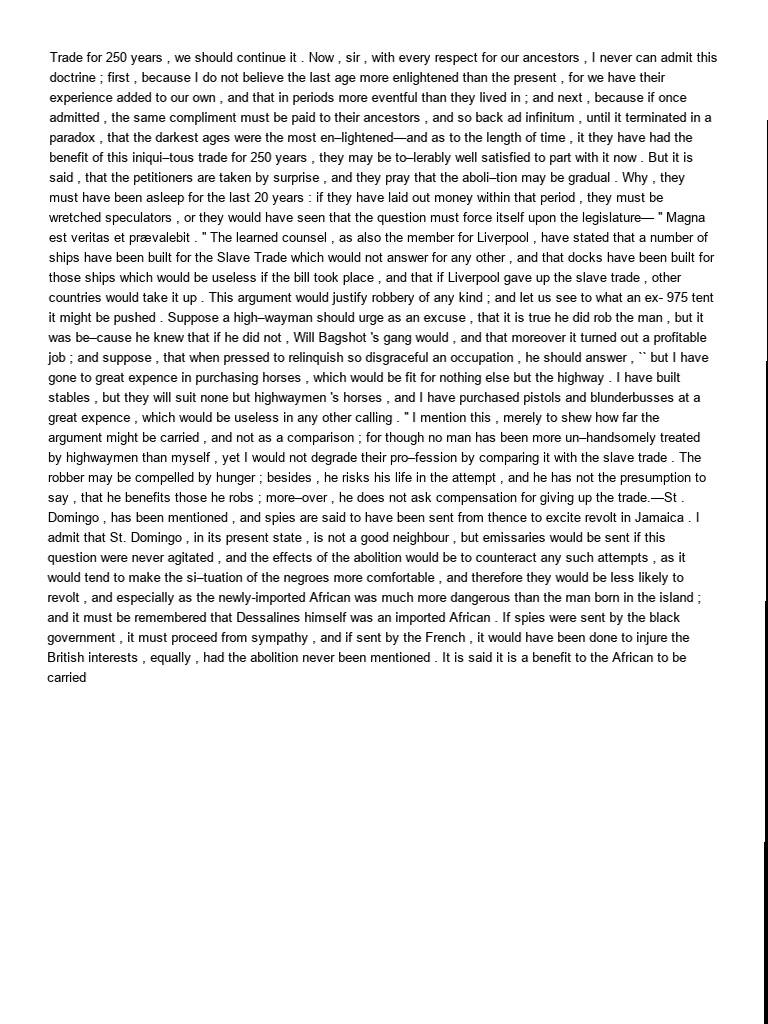 Trade for 250 years , we should continue it . Now , sir , with every respect for our ancestors , I never can admit this
doctrine ; first , because I do not believe the last age more enlightened than the present , for we have their
experience added to our own , and that in periods more eventful than they lived in ; and next , because if once
admitted , the same compliment must be paid to their ancestors , and so back ad infinitum , until it terminated in a
paradox , that the darkest ages were the most en–lightened—and as to the length of time , it they have had the
benefit of this iniqui–tous trade for 250 years , they may be to–lerably well satisfied to part with it now . But it is
said , that the petitioners are taken by surprise , and they pray that the aboli–tion may be gradual . Why , they
must have been asleep for the last 20 years : if they have laid out money within that period , they must be
wretched speculators , or they would have seen that the question must force itself upon the legislature— " Magna
est veritas et prævalebit . " The learned counsel , as also the member for Liverpool , have stated that a number of
ships have been built for the Slave Trade which would not answer for any other , and that docks have been built for
those ships which would be useless if the bill took place , and that if Liverpool gave up the slave trade , other
countries would take it up . This argument would justify robbery of any kind ; and let us see to what an ex- 975 tent
it might be pushed . Suppose a high–wayman should urge as an excuse , that it is true he did rob the man , but it
was be–cause he knew that if he did not , Will Bagshot 's gang would , and that moreover it turned out a profitable
job ; and suppose , that when pressed to relinquish so disgraceful an occupation , he should answer , `` but I have
gone to great expence in purchasing horses , which would be fit for nothing else but the highway . I have built
stables , but they will suit none but highwaymen 's horses , and I have purchased pistols and blunderbusses at a
great expence , which would be useless in any other calling . " I mention this , merely to shew how far the
argument might be carried , and not as a comparison ; for though no man has been more un–handsomely treated
by highwaymen than myself , yet I would not degrade their pro–fession by comparing it with the slave trade . The
robber may be compelled by hunger ; besides , he risks his life in the attempt , and he has not the presumption to
say , that he benefits those he robs ; more–over , he does not ask compensation for giving up the trade.—St .
Domingo , has been mentioned , and spies are said to have been sent from thence to excite revolt in Jamaica . I
admit that St. Domingo , in its present state , is not a good neighbour , but emissaries would be sent if this
question were never agitated , and the effects of the abolition would be to counteract any such attempts , as it
would tend to make the si–tuation of the negroes more comfortable , and therefore they would be less likely to
revolt , and especially as the newly-imported African was much more dangerous than the man born in the island ;
and it must be remembered that Dessalines himself was an imported African . If spies were sent by the black
government , it must proceed from sympathy , and if sent by the French , it would have been done to injure the
British interests , equally , had the abolition never been mentioned . It is said it is a benefit to the African to be
carried